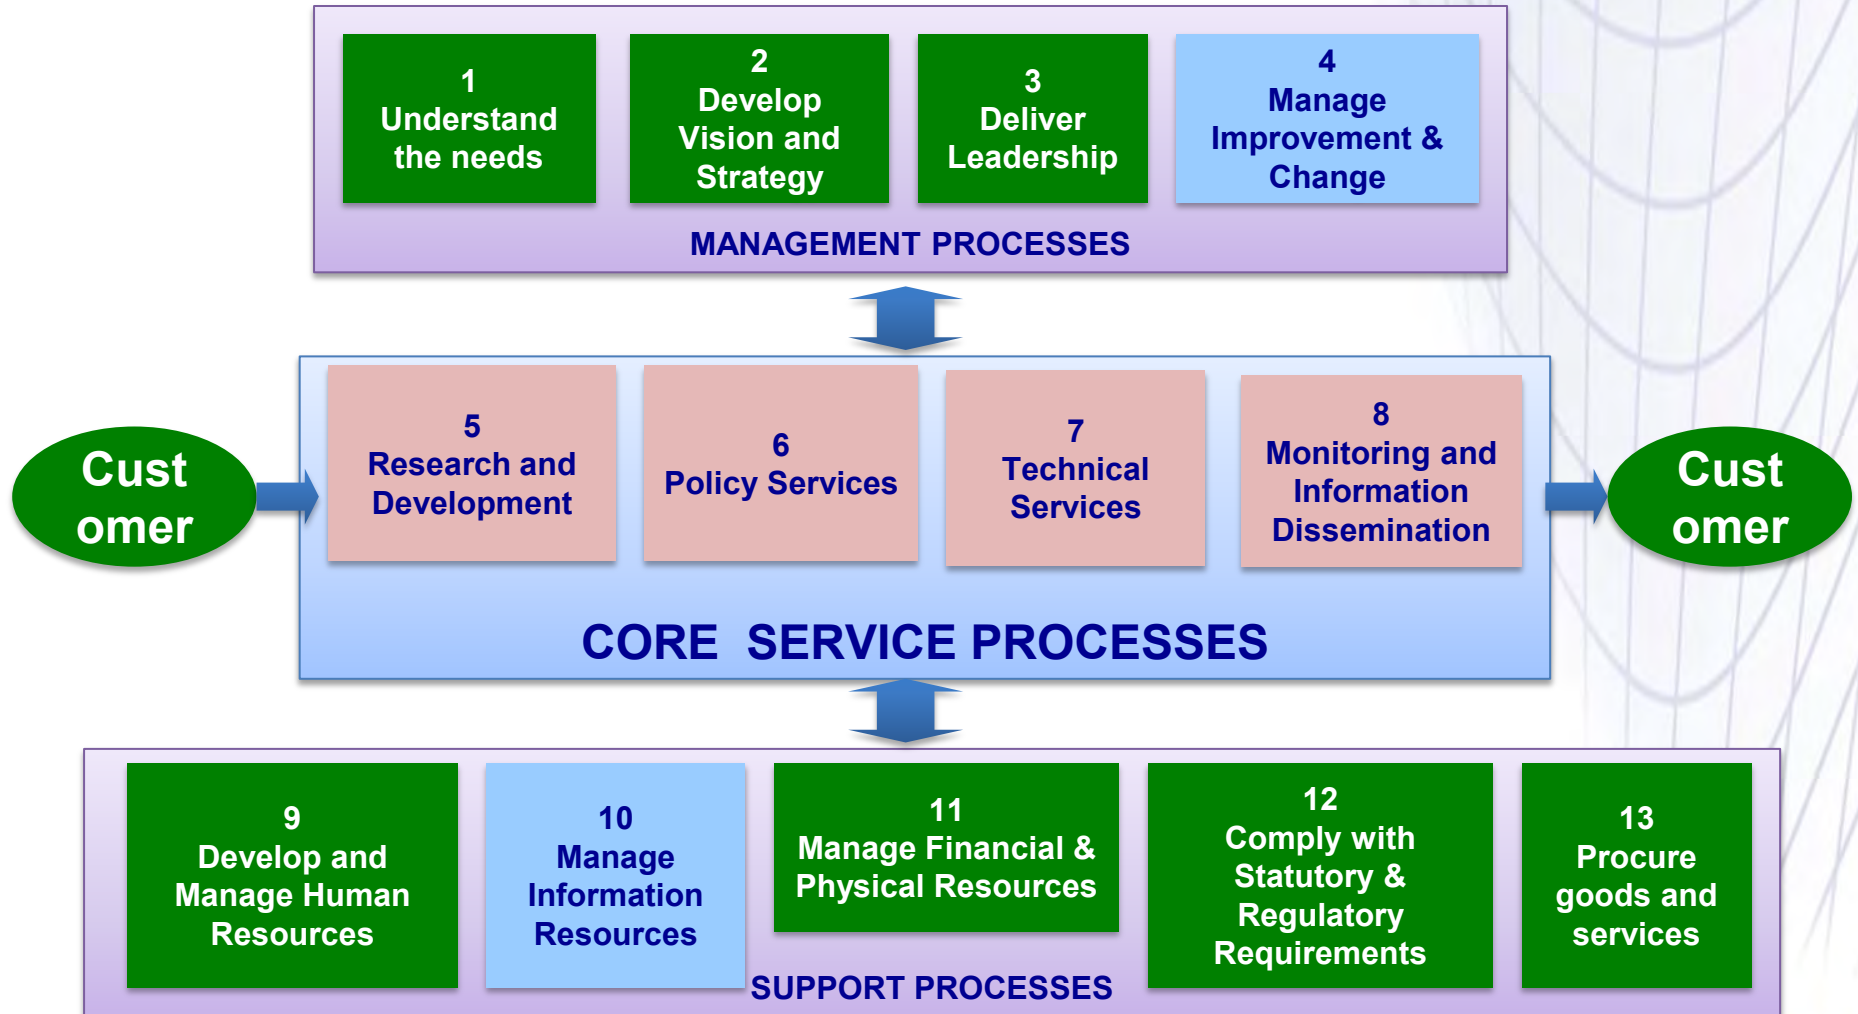 1
Understand
the needs
2
Develop
Vision and
Strategy
3
Deliver
Leadership
4
Manage
Improvement &
Change
MANAGEMENT PROCESSES
Cust
omer
5
Research and
Development
6
Policy Services
7
Technical
Services
8
Monitoring and
Information
Dissemination
Cust
omer
CORE  SERVICE PROCESSES
9
Develop and
Manage Human
Resources
10
Manage
Information
Resources
11
Manage Financial &
Physical Resources
12
Comply with
Statutory &
Regulatory
Requirements
13
Procure
goods and
services
SUPPORT PROCESSES